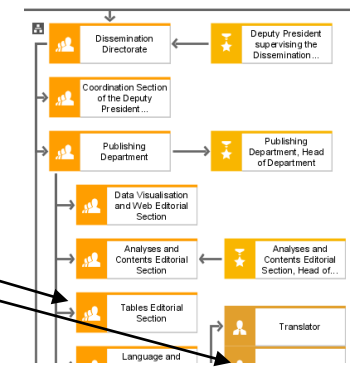 Dissemination
Directorate
Deputy President
supervising the
Dissemination...
Coordination Section
of the Deputy
President...
Publishing
Department
Publishing
Department, Head
of Department
Data Visualisation
and Web Editorial
Section
Analyses and
Contents Editorial
Section
Analyses and
Contents Editorial
Section, Head of...
Tables Editorial
Section
Translator
Language and